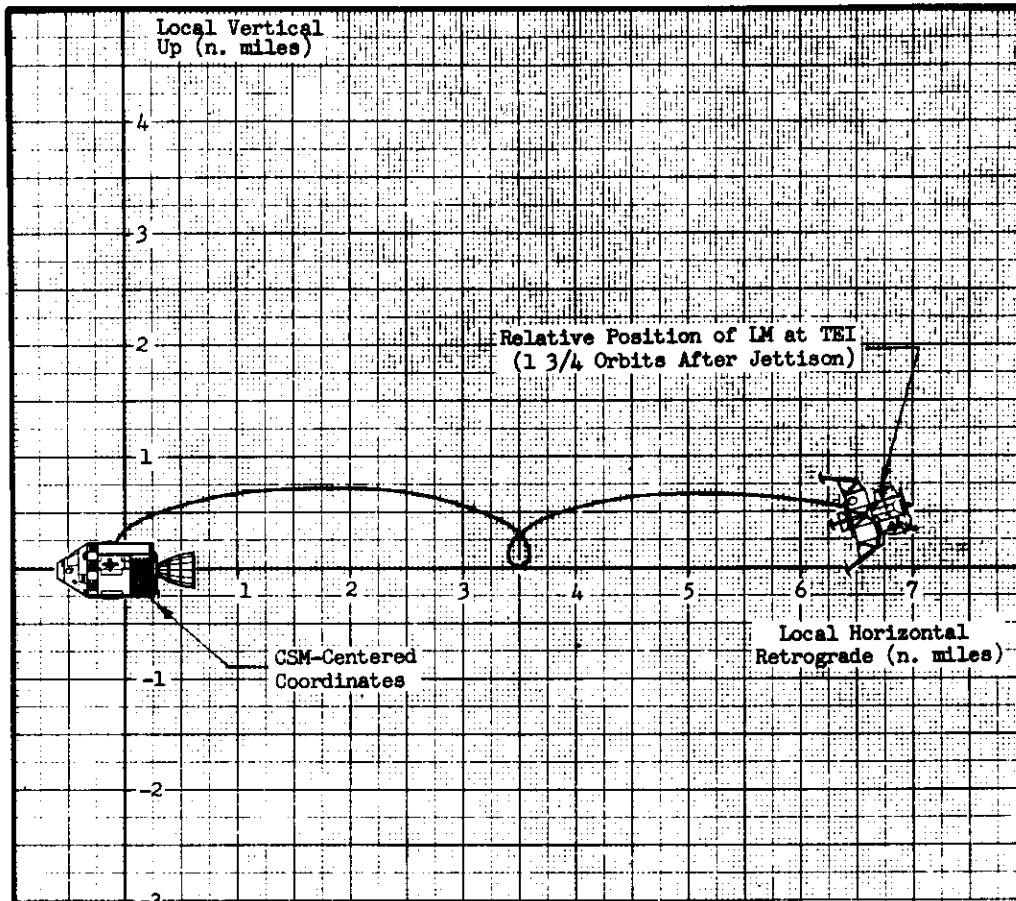 Local Vertical
Up (n. miles)
4
3
2
1
Relative Position of LM at TEI
(1 3/4 Orbits After Jettison)
1
2
3
4
5
6
7
Local Horizontal
Retrograde (n. miles)
CSM-Centered
Coordinates
-1
-2
-3